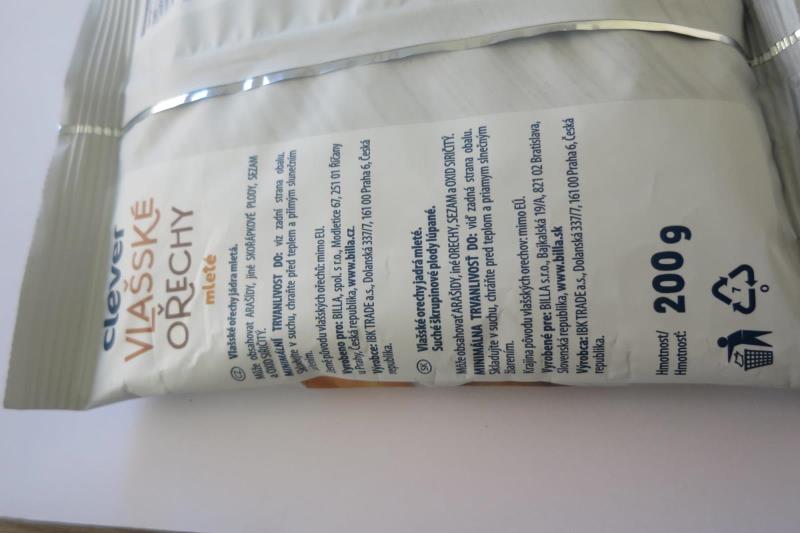 clever
VLAŠSKÉ
OŘECHY
mleté
CZ
Vlašské ořechy jádra mletá.
Může obsahovat ARAŠÍDY, jiné SKOŘÁPKOVÉ PLODY, SEZAM
a OXID SIŘIČITÝ.
MINIMÁLNÍ TRVANLIVOST DO: viz zadní strana obalu.
Skladujte v suchu, chraňte před teplem a přímým slunečním
zářením.
Země původu vlašských ořechů: mimo EU.
Vyrobeno pro: BILLA, spol. s r.o., Modletice 67, 251 01 Říčany
u Prahy, Česká republika, www.billa.cz.
Výrobce: IBK TRADE a.s., Dolanská 337/7, 161 00 Praha 6, Česká
republika.
SK
Vlašské orechy jadrá mleté.
Suché škrupinové plody lúpané.
Môže obsahovať ARAŠIDY, iné ORECHY, SEZAM a OXID SIRIČITÝ.
MINIMÁLNA TRVANLIVOSŤ DO: viď zadná strana obalu.
Skladujte v suchu, chráňte pred teplom a priamym slnečným
žiarením.
Krajina pôvodu vlašských orechov: mimo EÚ.
Vyrobené pre: BILLA s.r.o., Bajkalská 19/A, 821 02 Bratislava,
Slovenská republika, www.billa.sk
Výrobca: IBK TRADE a.s., Dolanská 337/7, 161 00 Praha 6, Česká
republika.
Hmotnost/
Hmotnosť:
200 g
7
O